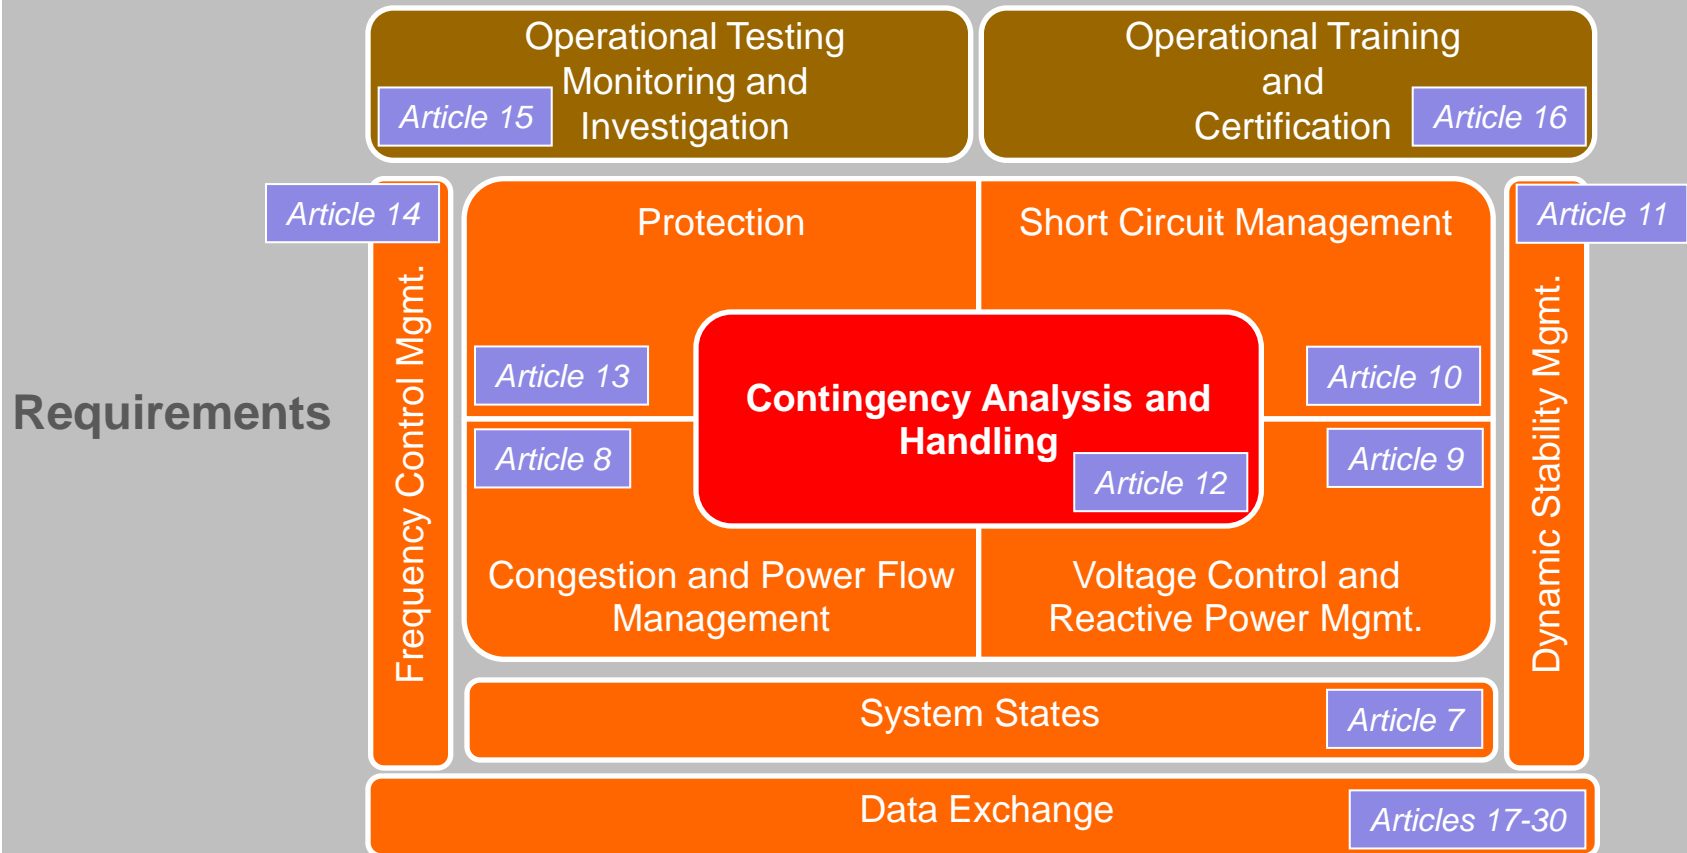 Operational Testing
Monitoring and
Investigation
Article 15
Operational Training
and
Certification
Article 16
Article 14
Frequency Control Mgmt.
Protection
Article 13
Short Circuit Management
Article 10
Article 11
Dynamic Stability Mgmt.
Requirements
Contingency Analysis and
Handling
Article 12
Article 8
Congestion and Power Flow
Management
Article 9
Voltage Control and
Reactive Power Mgmt.
System States
Article 7
Data Exchange
Articles 17-30